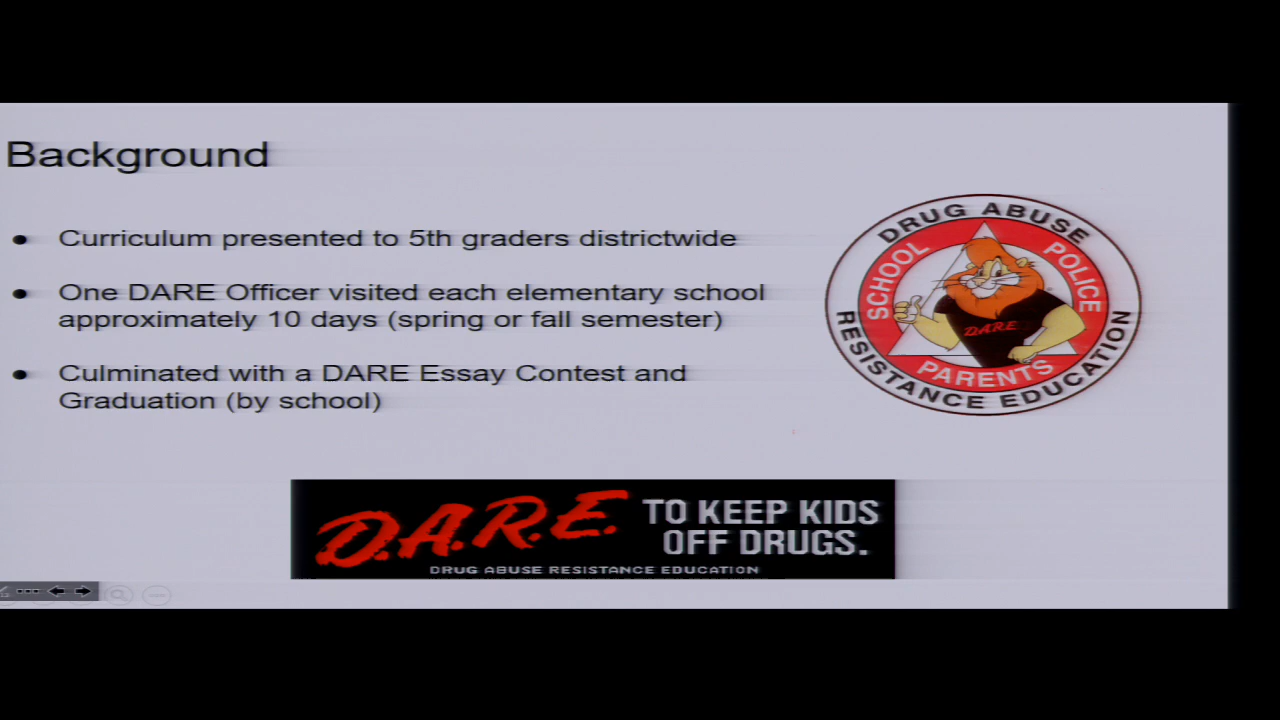 Background
● Curriculum presented to 5th graders districtwide
● One DARE Officer visited each elementary school
approximately 10 days (spring or fall semester)
● Culminated with a DARE Essay Contest and
Graduation (by school)
DRUG ABUSE
SCHOOL
POLICE
D.A.R.E.
PARENTS
RESISTANCE EDUCATION
D.A.R.E. TO KEEP KIDS
OFF DRUGS.
DRUG ABUSE RESISTANCE EDUCATION